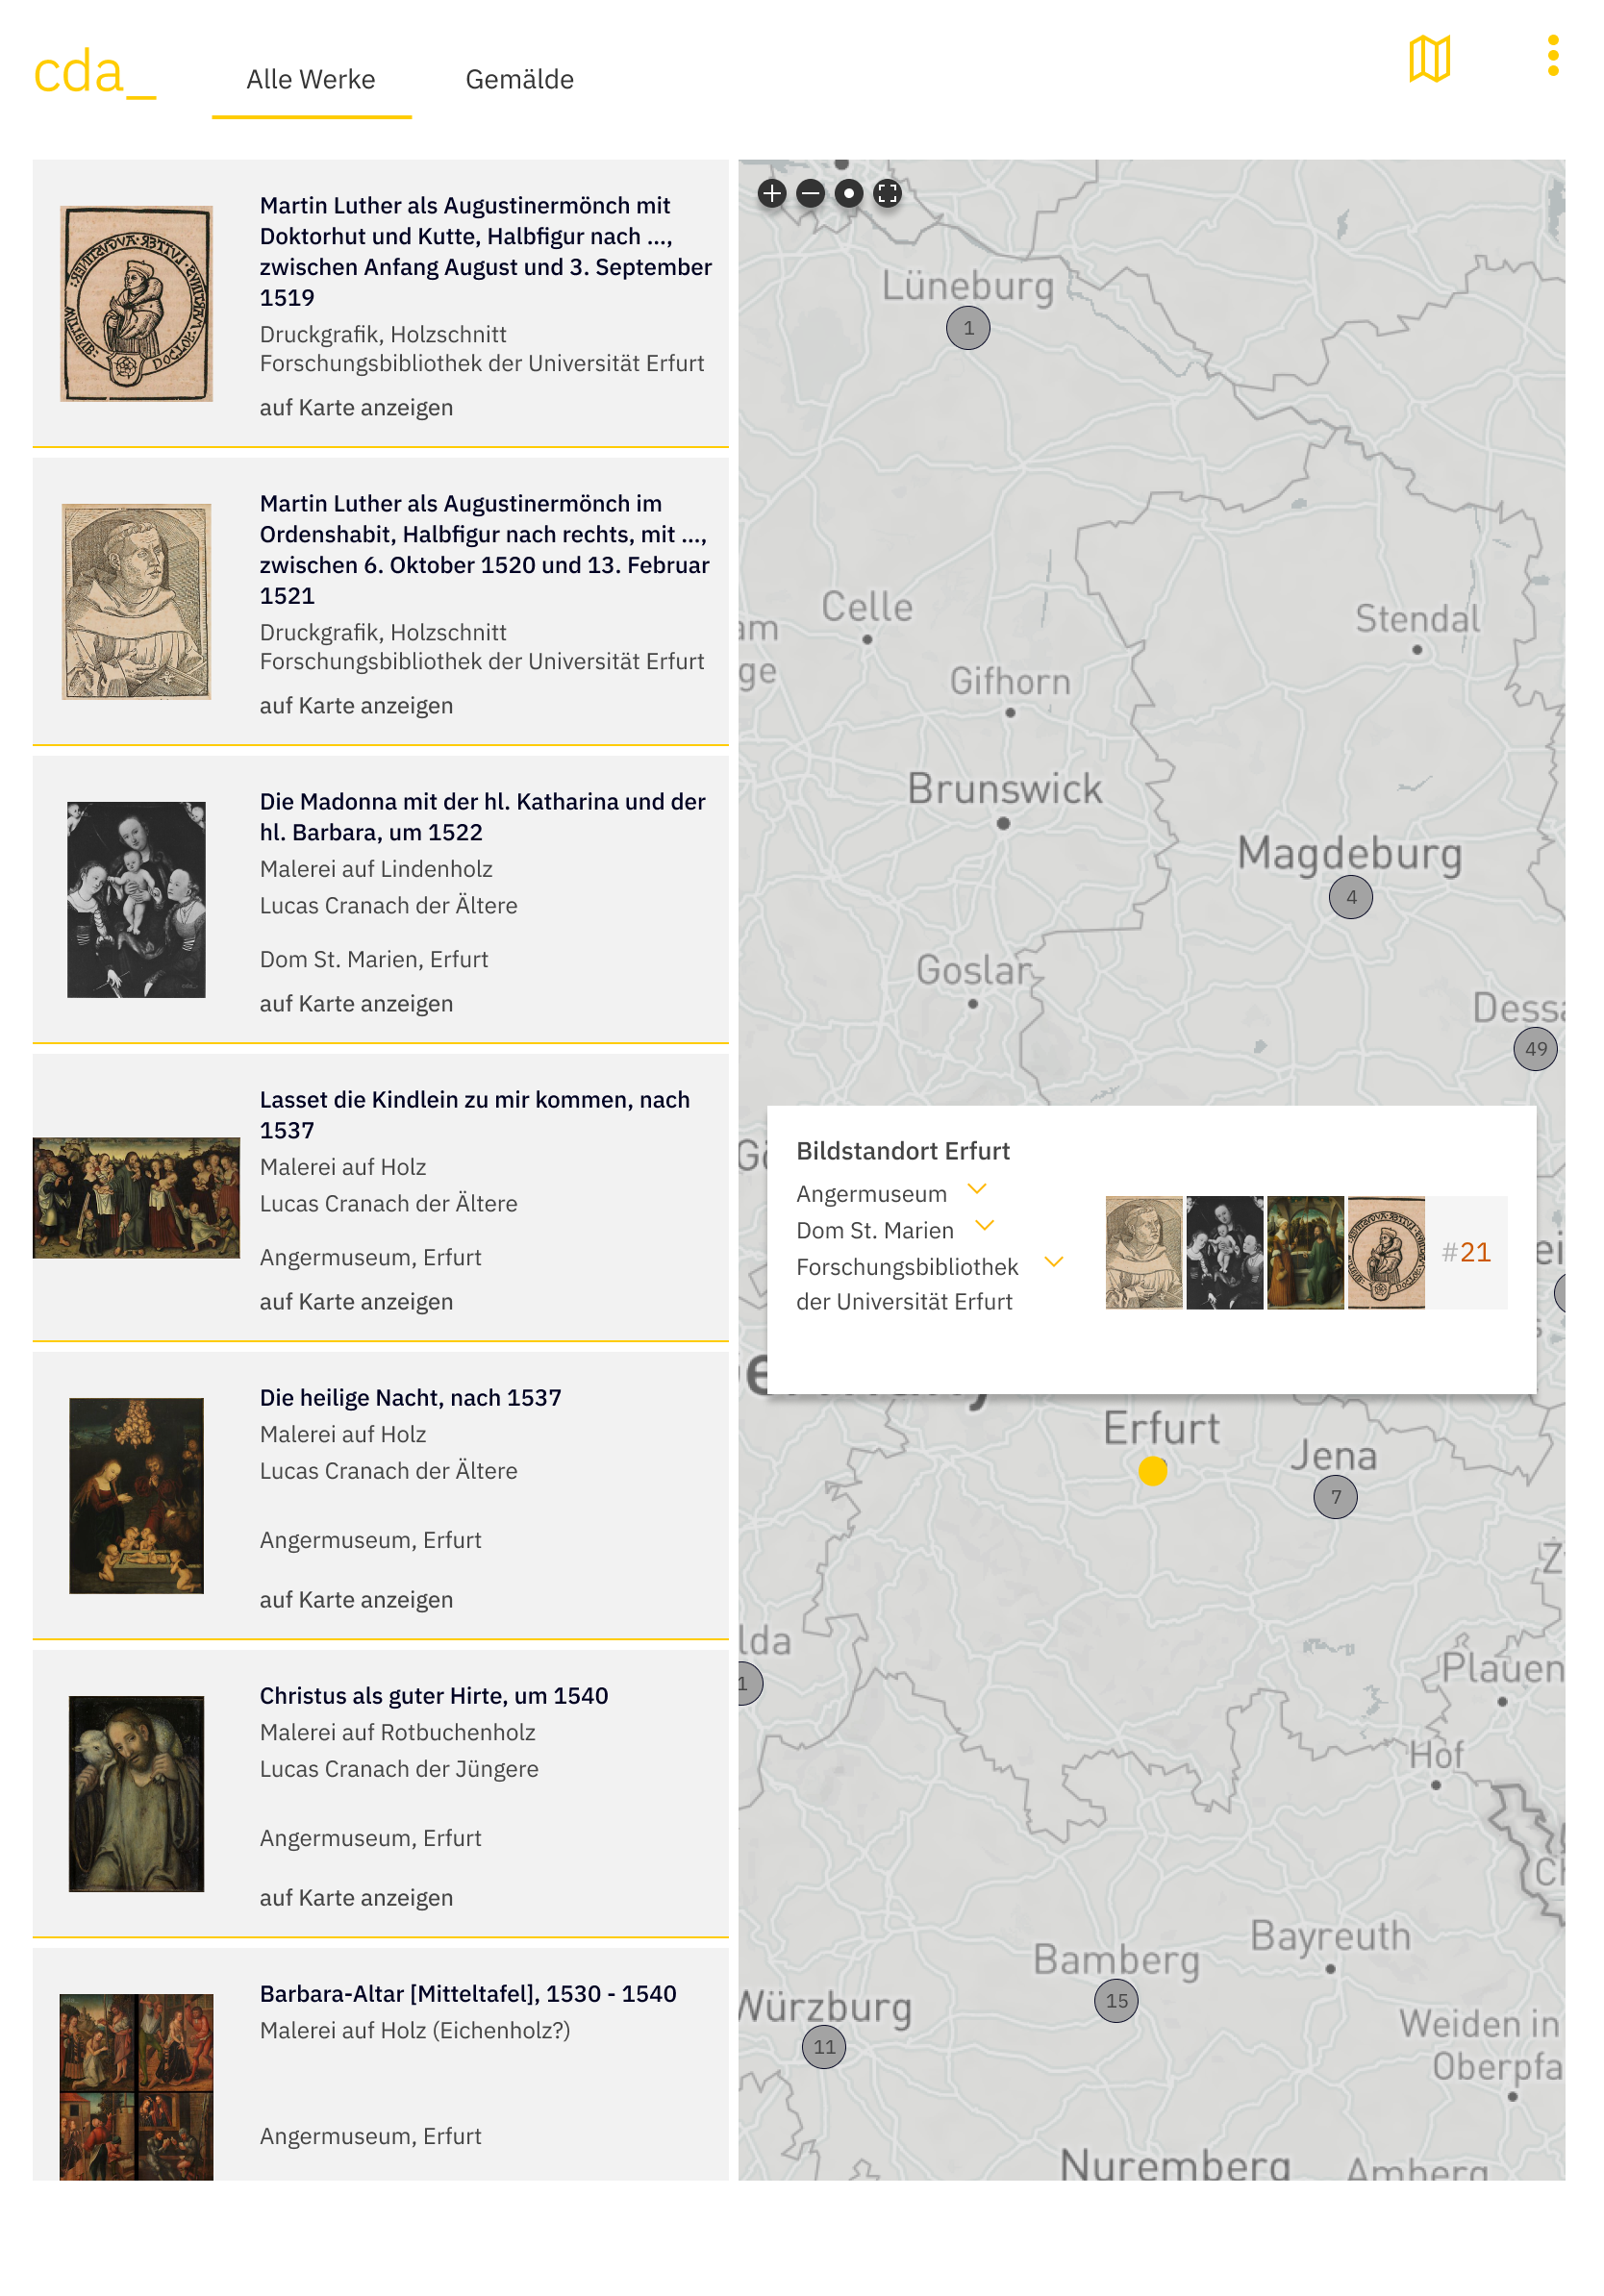 cda_
Alle Werke
Gemälde
Martin Luther als Augustinermönch mit
Doktorhut und Kutte, Halbfigur nach ...,
zwischen Anfang August und 3. September
1519
Druckgrafik, Holzschnitt
Forschungsbibliothek der Universität Erfurt
auf Karte anzeigen
Martin Luther als Augustinermönch im
Ordenshabit, Halbfigur nach rechts, mit ...,
zwischen 6. Oktober 1520 und 13. Februar
1521
Druckgrafik, Holzschnitt
Forschungsbibliothek der Universität Erfurt
auf Karte anzeigen
Die Madonna mit der hl. Katharina und der
hl. Barbara, um 1522
Malerei auf Lindenholz
Lucas Cranach der Ältere
Dom St. Marien, Erfurt
auf Karte anzeigen
Lasset die Kindlein zu mir kommen, nach
1537
Malerei auf Holz
Lucas Cranach der Ältere
Angermuseum, Erfurt
auf Karte anzeigen
Die heilige Nacht, nach 1537
Malerei auf Holz
Lucas Cranach der Ältere
Angermuseum, Erfurt
auf Karte anzeigen
Christus als guter Hirte, um 1540
Malerei auf Rotbuchenholz
Lucas Cranach der Jüngere
Angermuseum, Erfurt
auf Karte anzeigen
Barbara-Altar [Mitteltafel], 1530 - 1540
Malerei auf Holz (Eichenholz?)
Angermuseum, Erfurt
Lüneburg
1
Celle
Stendal
Gifhorn
Brunswick
Magdeburg
4
Goslar
49
Bildstandort Erfurt
Angermuseum
Dom St. Marien
Forschungsbibliothek
der Universität Erfurt
#21
Erfurt
Jena
7
1
Plauen
Hof
Bayreuth
Bamberg
15
Würzburg
11
Weiden in
Nuremberg
Amberg